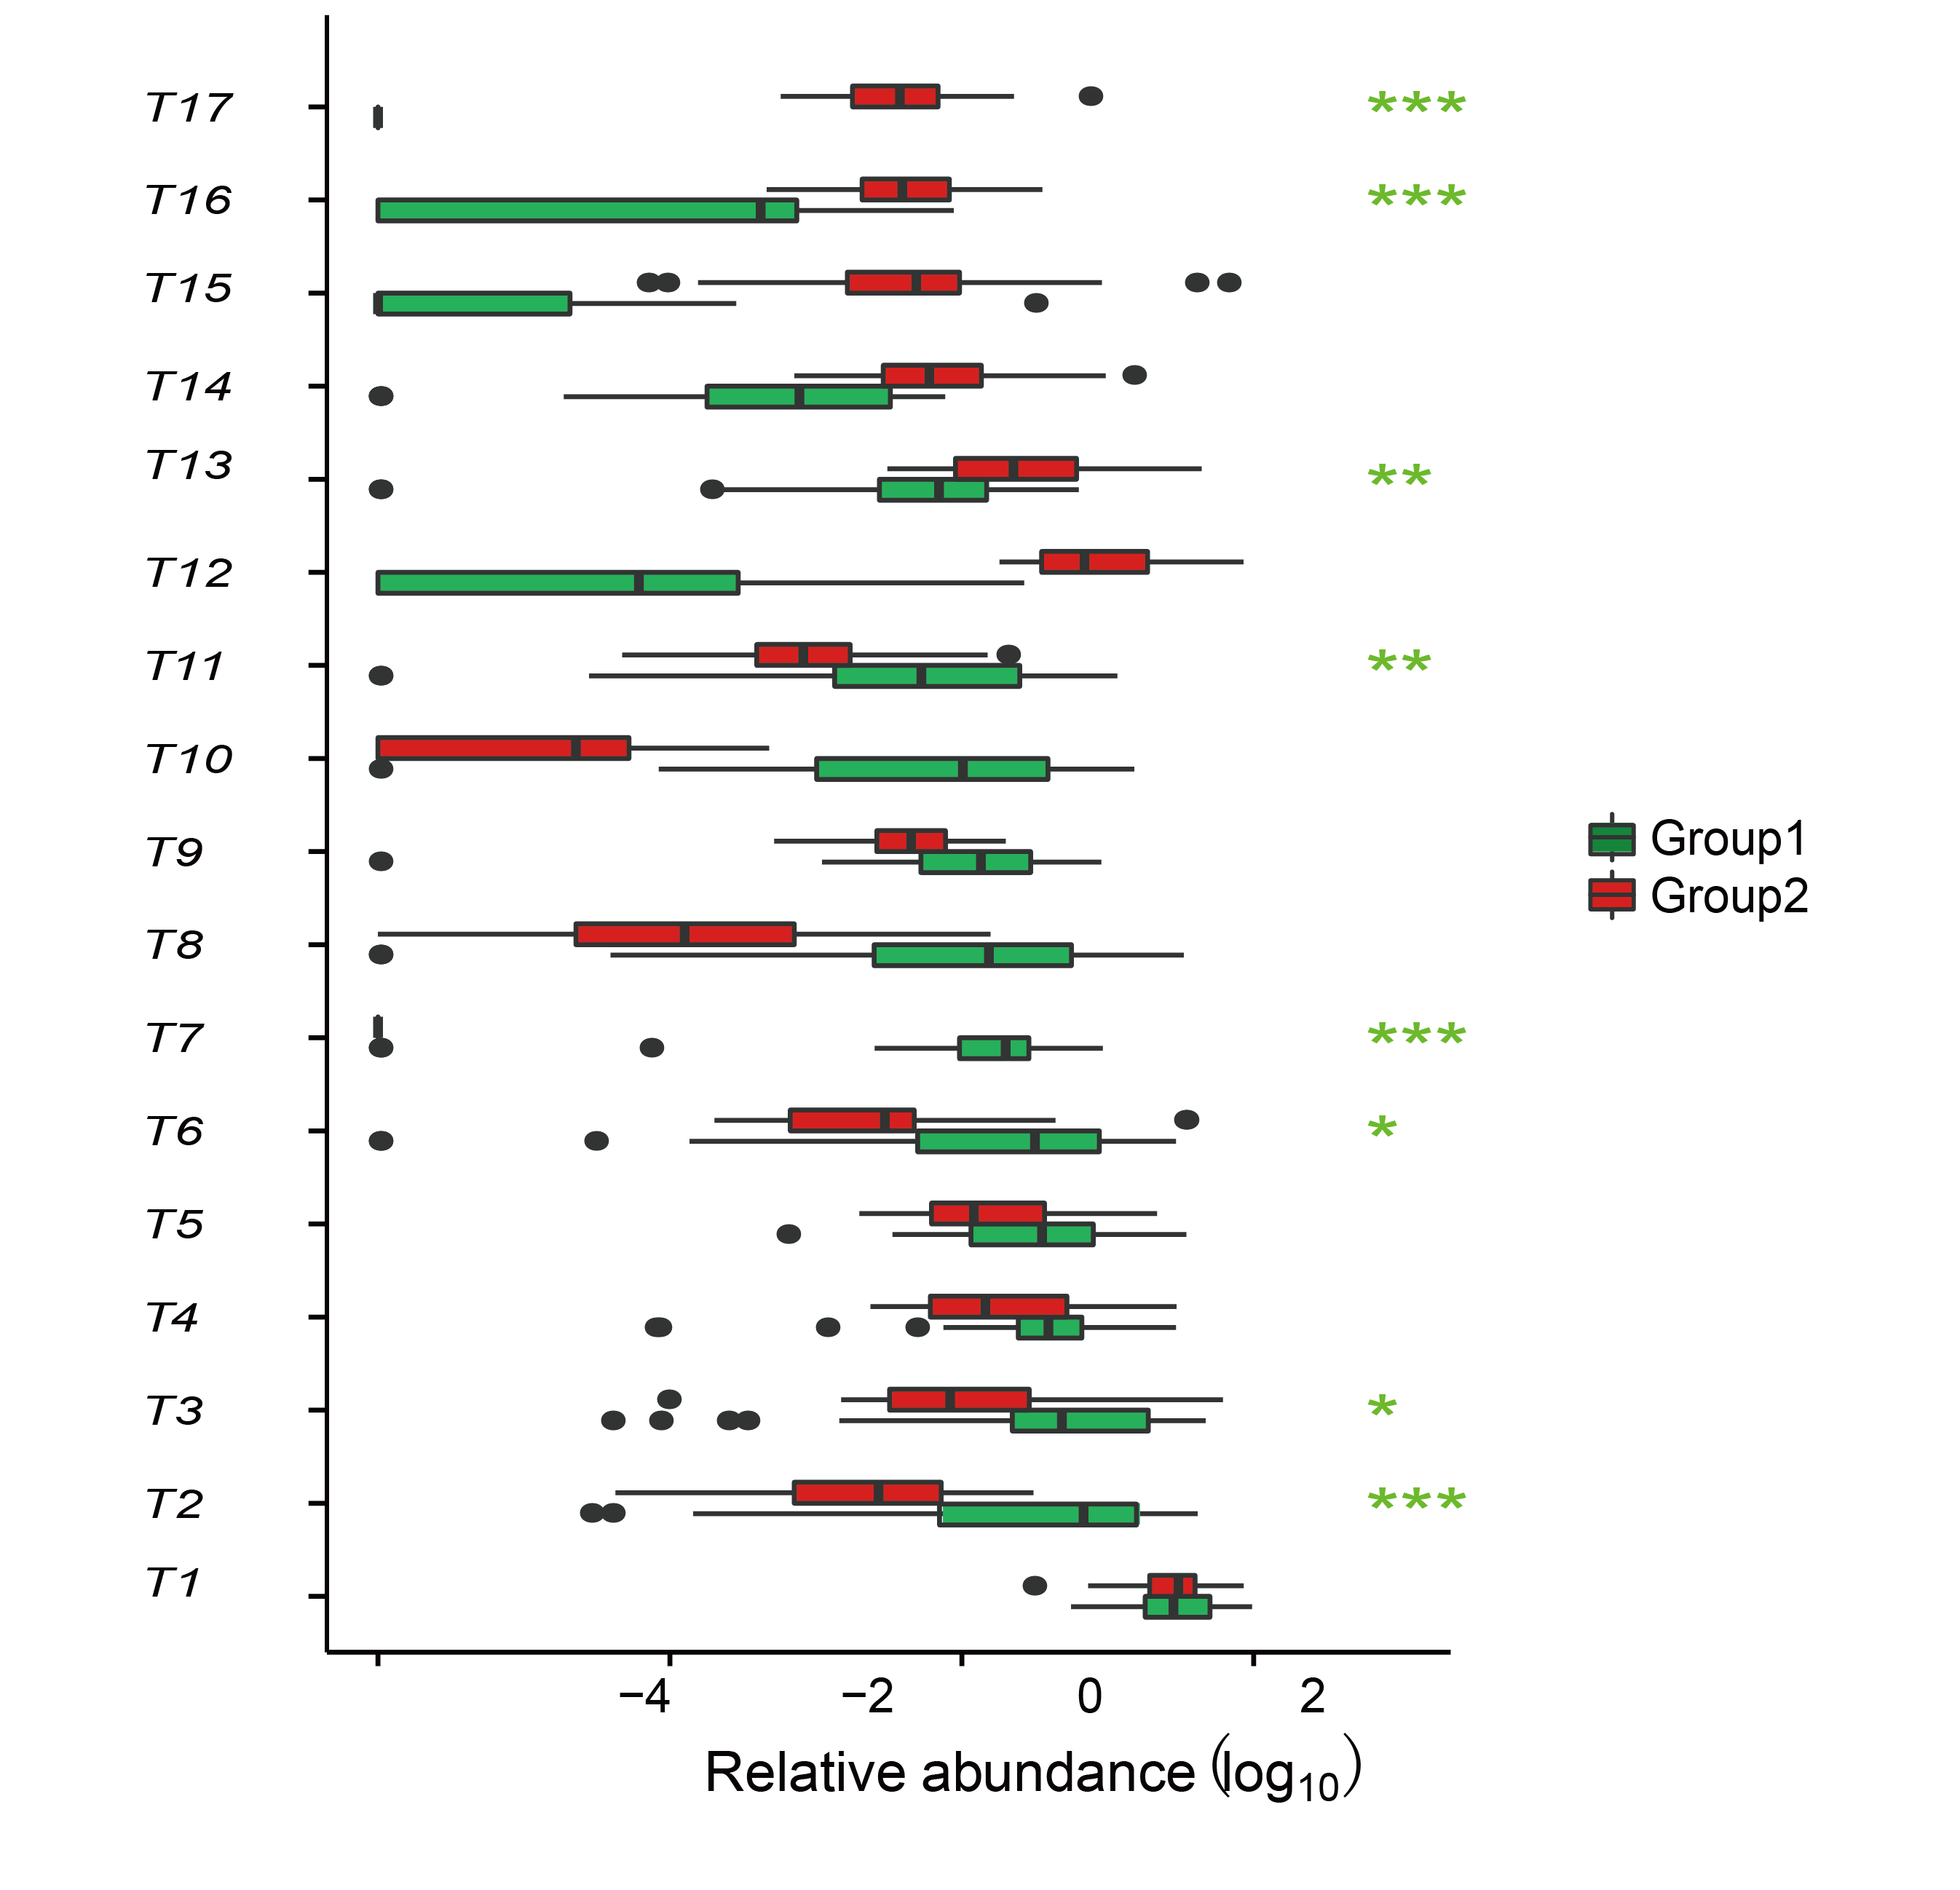 T17 ***
T16 ***
T15
T14
T13 **
T12
T11 **
T10
T9
Group1
T8
Group2
T7 ***
T6 *
T5
T4
T3 *
T2 ***
T1
−4 −2 0 2
Relative abundance (log10)